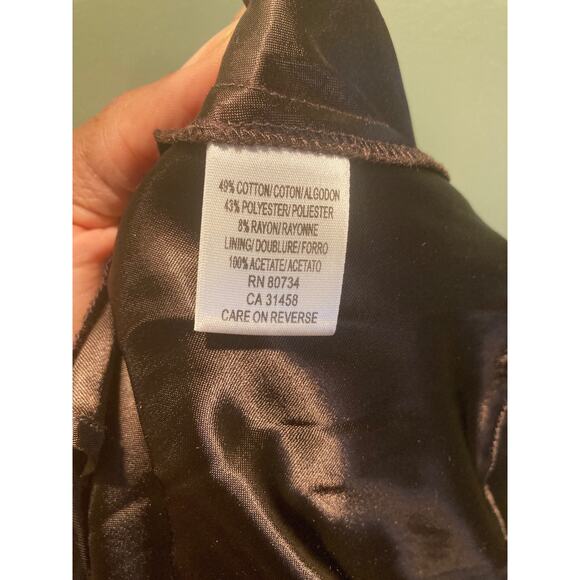 49% COTTON/COTON/ALGODON
43% POLYESTER/POLIESTER
8% RAYON/RAYONNE
LINING/DOUBLURE/FORRO
100% ACETATE/ACETATO
RN 80734
CA 31458
CARE ON REVERSE